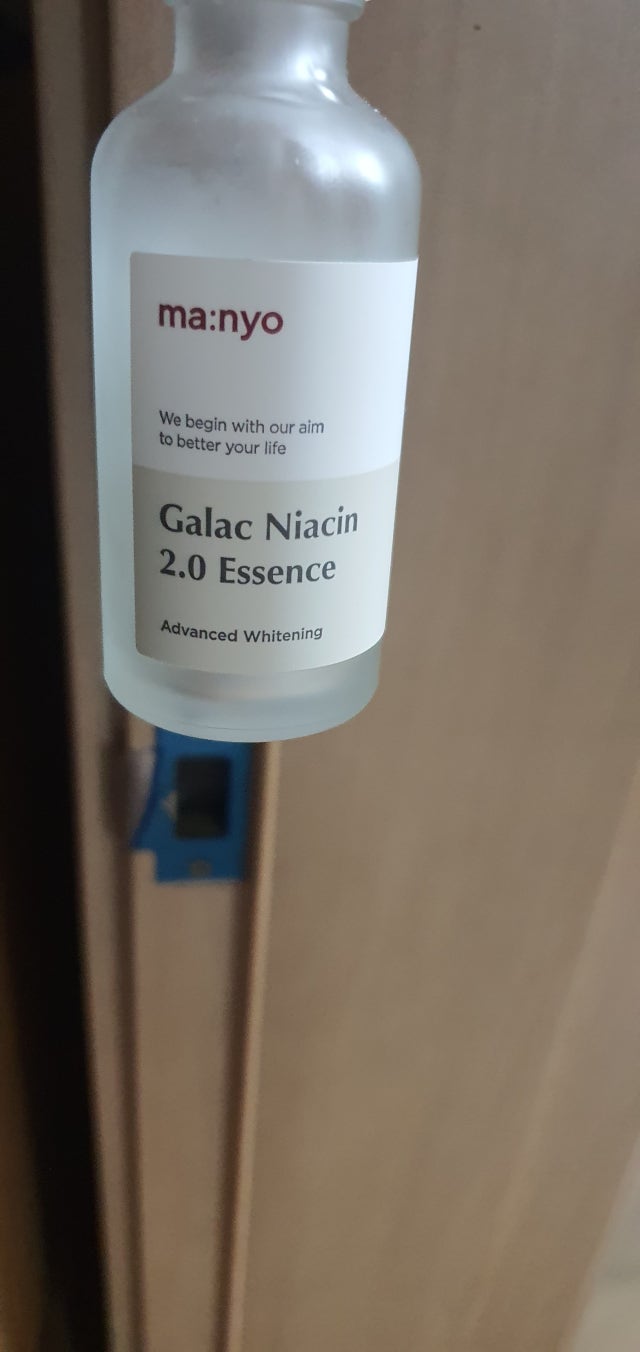 ma:nyo
We begin with our aim
to better your life
Galac Niacin
2.0 Essence
Advanced Whitening